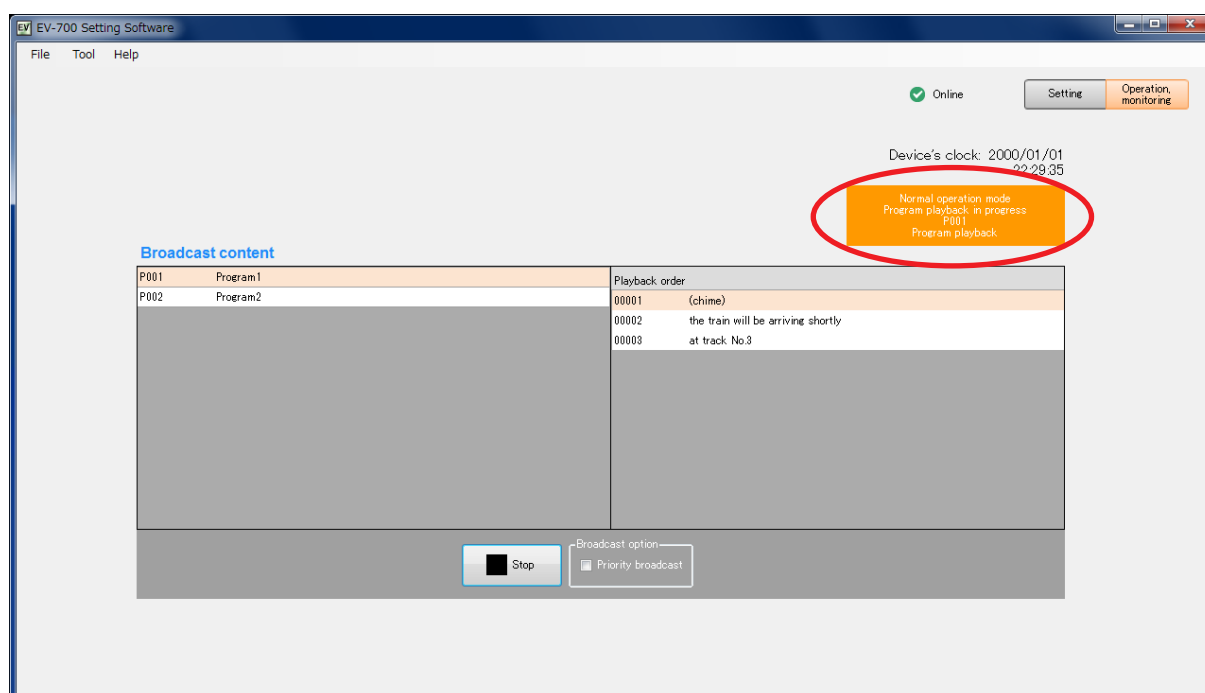 EV EV-700 Setting Software
File Tool Help
Online
Setting
Operation,
monitoring
Device's clock: 2000/01/01
22:29:35
Normal operation mode
Program playback in progress
P001
Program playback
Broadcast content
P001 Program1
P002 Program2
Playback order
00001 (chime)
00002 the train will be arriving shortly
00003 at track No.3
Stop
Broadcast option
Priority broadcast